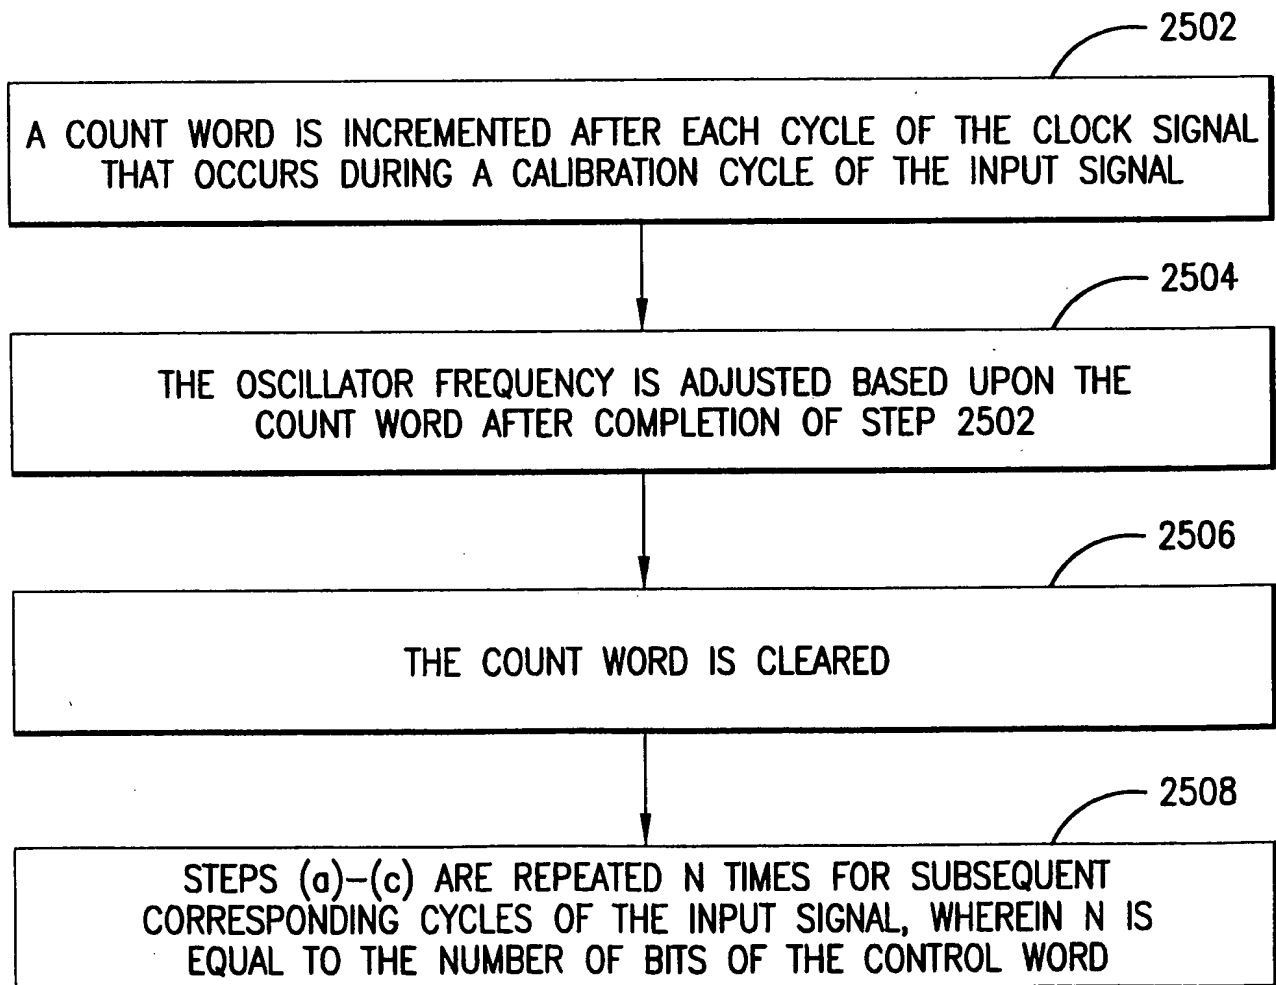 2502
A COUNT WORD IS INCREMENTED AFTER EACH CYCLE OF THE CLOCK SIGNAL
THAT OCCURS DURING A CALIBRATION CYCLE OF THE INPUT SIGNAL
2504
THE OSCILLATOR FREQUENCY IS ADJUSTED BASED UPON THE
COUNT WORD AFTER COMPLETION OF STEP 2502
2506
THE COUNT WORD IS CLEARED
2508
STEPS (a)–(c) ARE REPEATED N TIMES FOR SUBSEQUENT
CORRESPONDING CYCLES OF THE INPUT SIGNAL, WHEREIN N IS
EQUAL TO THE NUMBER OF BITS OF THE CONTROL WORD